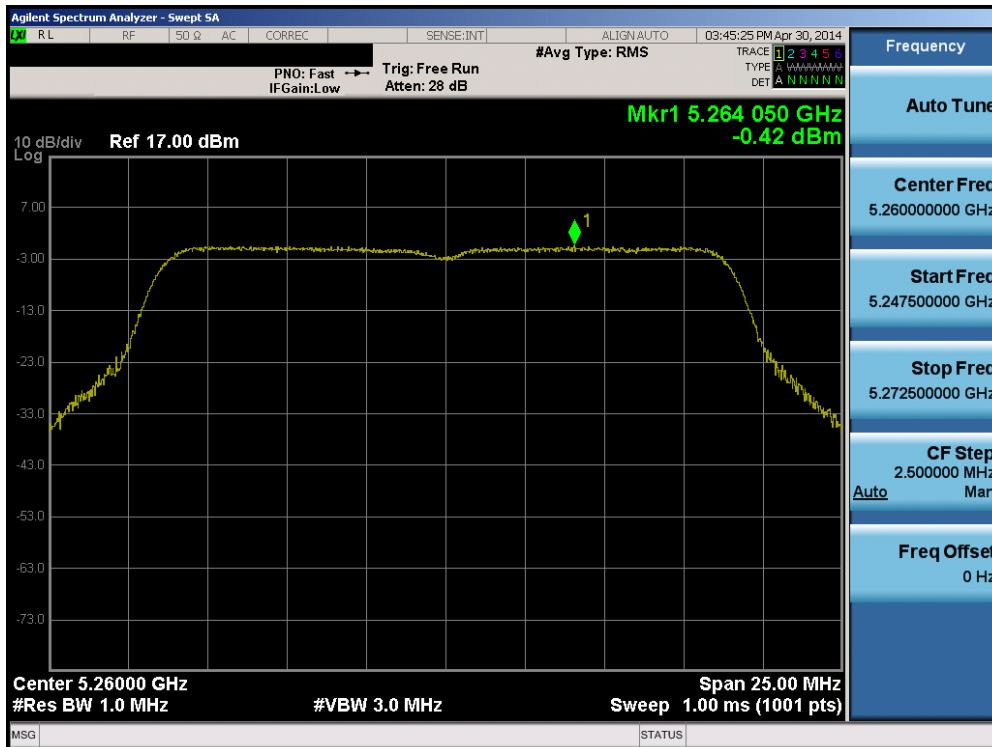 Agilent Spectrum Analyzer - Swept SA
LXI RL RF 50 Ω AC CORREC SENSE:INT ALIGN AUTO 03:45:25 PM Apr 30, 2014
#Avg Type: RMS
TRACE 1 2 3 4 5 6
PNO: Fast Trig: Free Run
TYPE A WWWWW
IFGain:Low Atten: 28 dB
DET A N N N N N
Mkr1 5.264 050 GHz
-0.42 dBm
10 dB/div Ref 17.00 dBm
Log
7.00
1
-3.00
-13.0
-23.0
-33.0
-43.0
-53.0
-63.0
-73.0
Center 5.26000 GHz Span 25.00 MHz
#Res BW 1.0 MHz #VBW 3.0 MHz Sweep 1.00 ms (1001 pts)
MSG STATUS
Frequency
Auto Tune
Center Freq
5.260000000 GHz
Start Freq
5.247500000 GHz
Stop Freq
5.272500000 GHz
CF Step
2.500000 MHz
Auto Man
Freq Offset
0 Hz